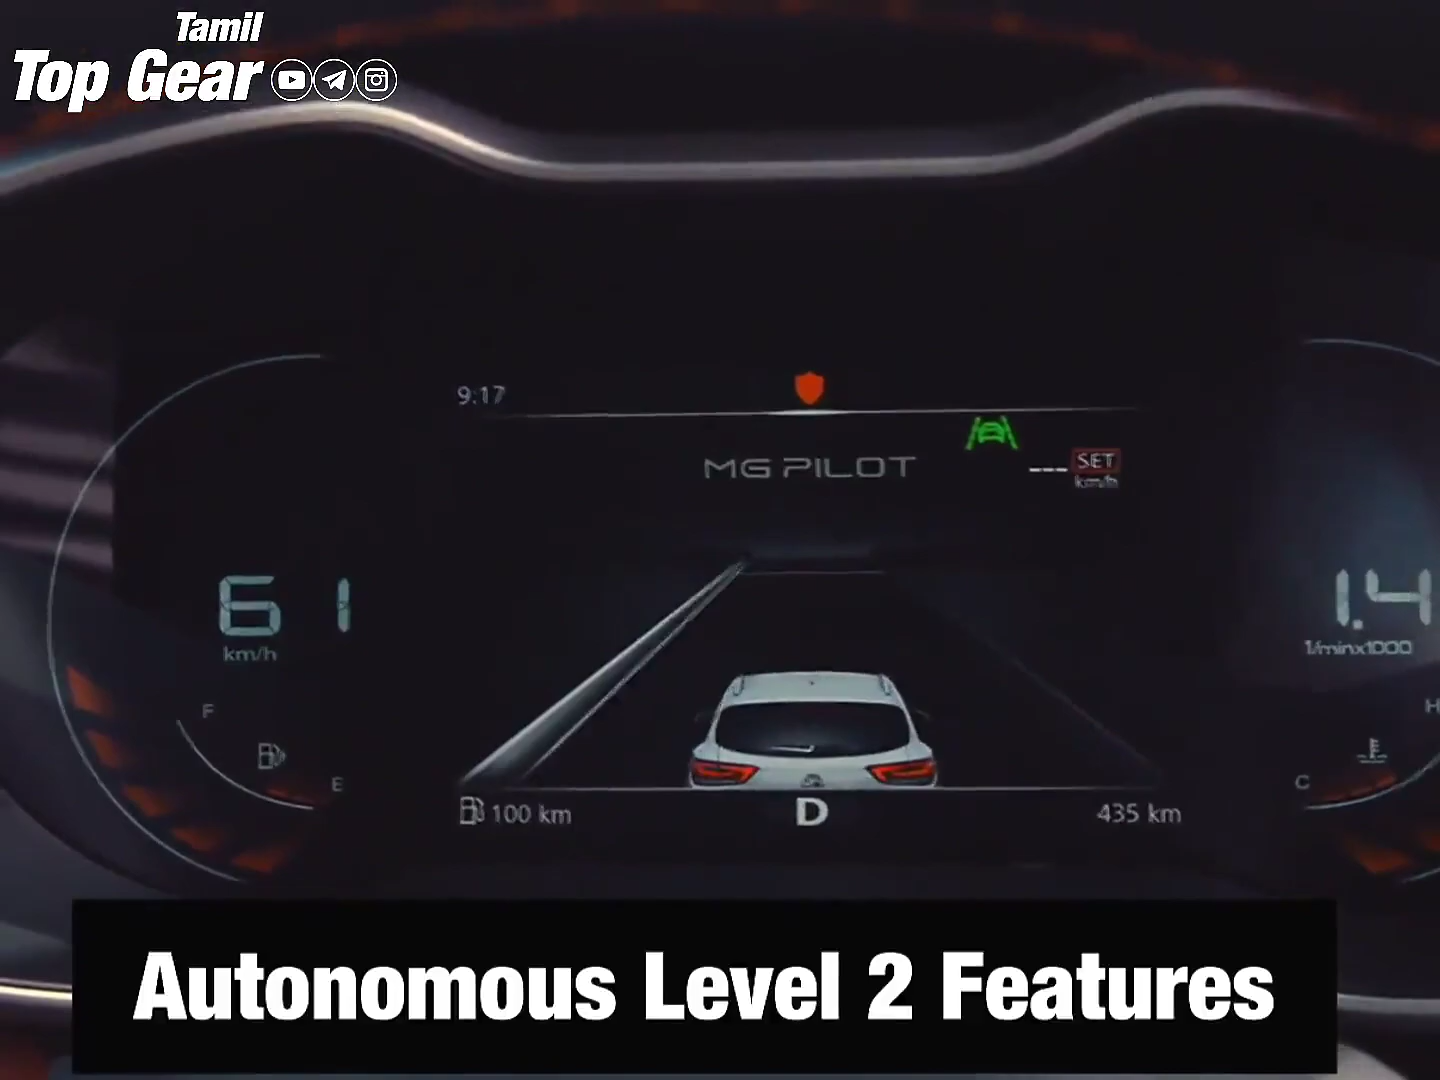 Tamil
Top Gear
9:17
MG PILOT
--- SET
km/h
61
km/h
1.4
1/minx1000
F
E
H
C
100 km
D
435 km
Autonomous Level 2 Features